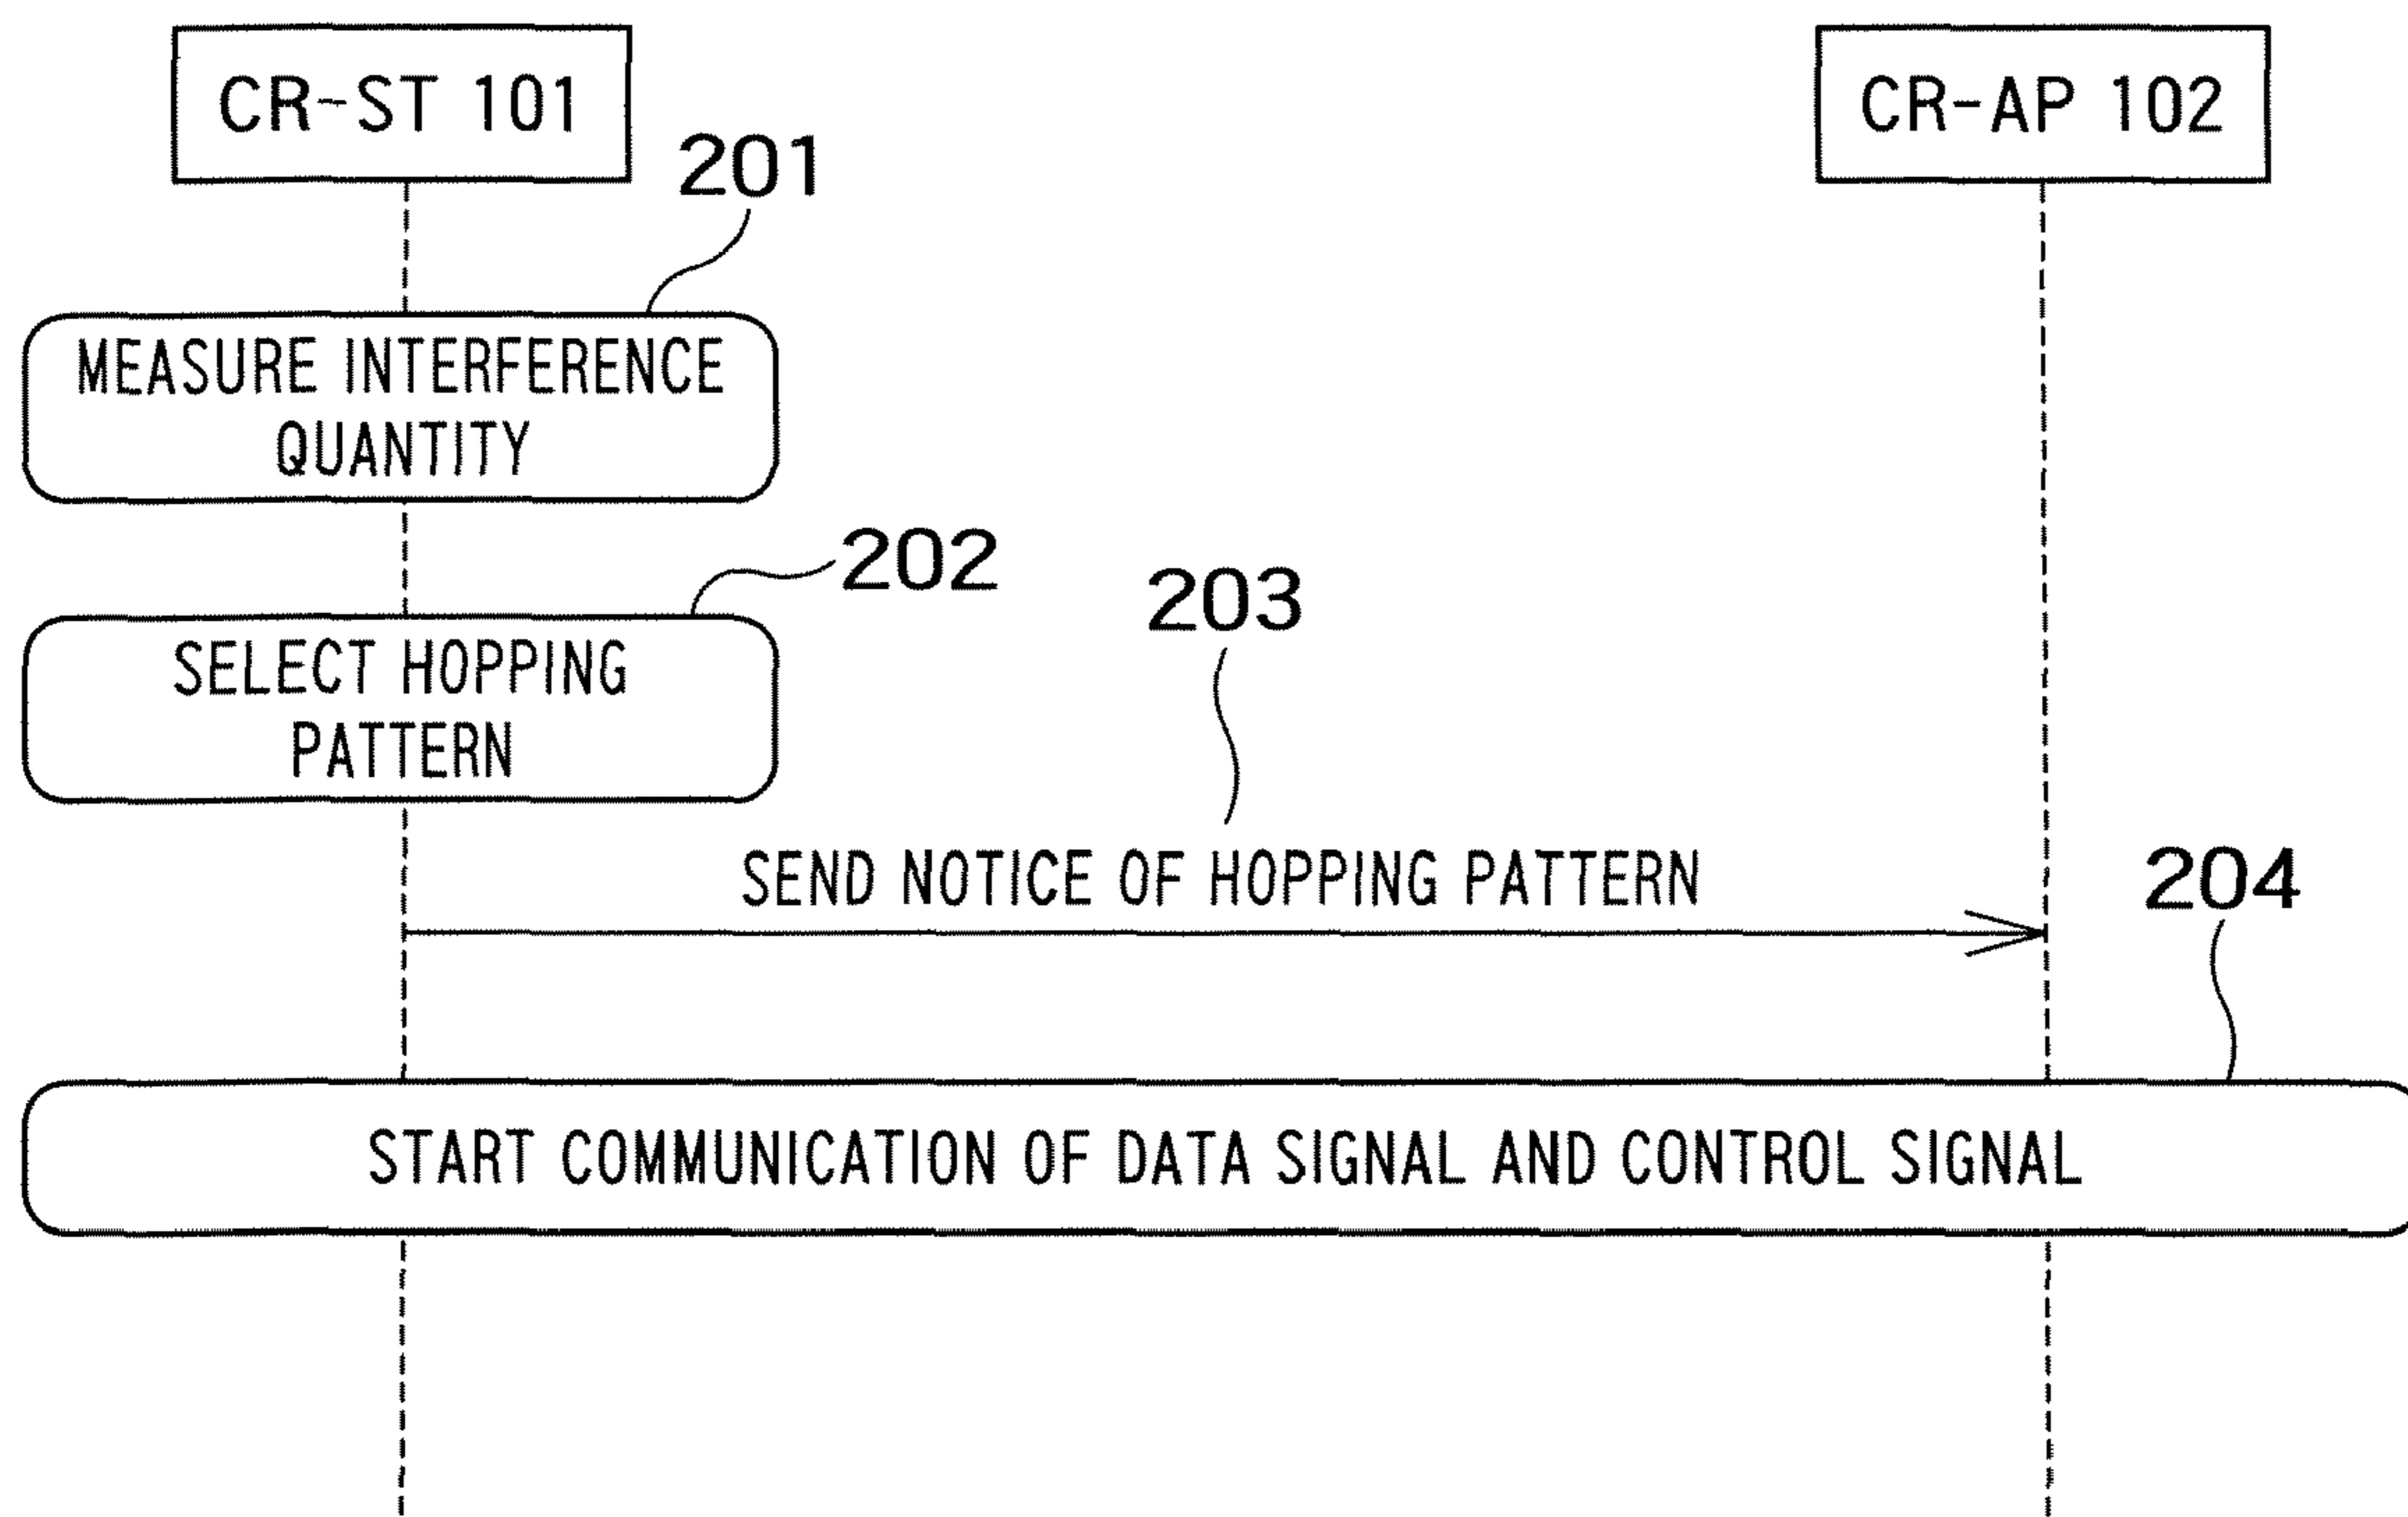 CR-ST 101
CR-AP 102
201
MEASURE INTERFERENCE
QUANTITY
202
SELECT HOPPING
PATTERN
203
SEND NOTICE OF HOPPING PATTERN
204
START COMMUNICATION OF DATA SIGNAL AND CONTROL SIGNAL